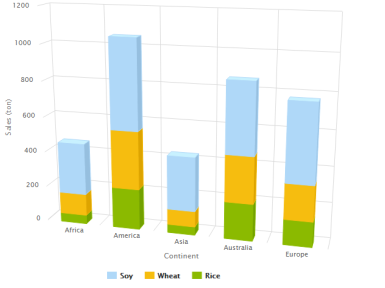 1200
1000
800
600
400
200
0
Sales (ton)
Africa
America
Asia
Australia
Europe
Continent
Soy Wheat Rice